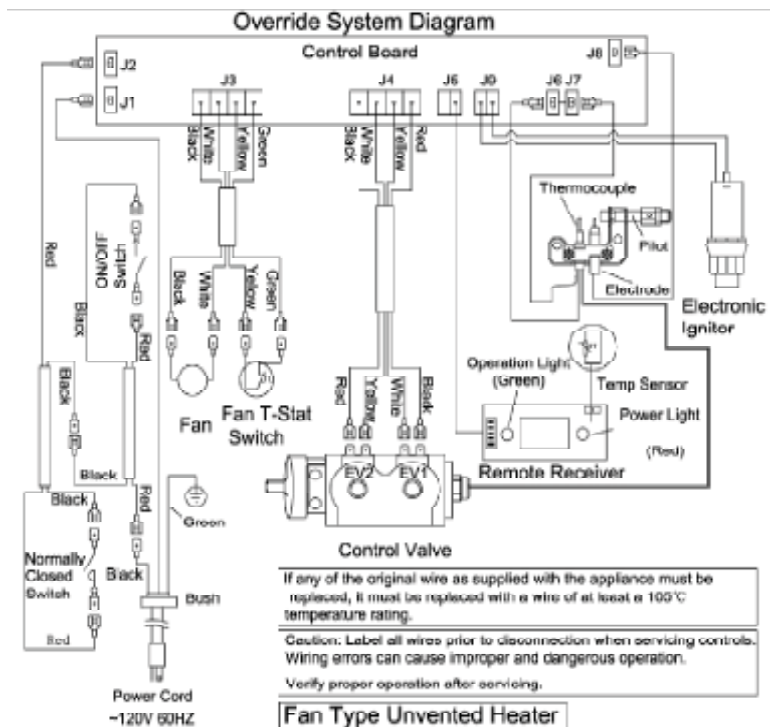 Override System Diagram
Control Board
J2
J1
J3
J4
J5
J9
J6 J7
J8
Black
White
Yellow
Green
Black
White
Yellow
Red
Thermocouple
Pilot
Electrode
Electronic
Ignitor
Red
ON/OFF
Switch
Black
Red
Black
White
Yellow
Green
Fan
Fan T-Stat
Switch
Red
Yellow
White
Black
EV2
EV1
Operation Light
(Green)
Temp Sensor
Power Light
(Red)
Remote Receiver
Black
Black
Black
Red
Green
Normally
Closed
Switch
Black
Red
Bush
Control Valve
Power Cord
~120V 60HZ
If any of the original wire as supplied with the appliance must be
replaced, it must be replaced with a wire of at least a 105°C
temperature rating.
Caution: Label all wires prior to disconnection when servicing controls.
Wiring errors can cause improper and dangerous operation.
Verify proper operation after servicing.
Fan Type Unvented Heater